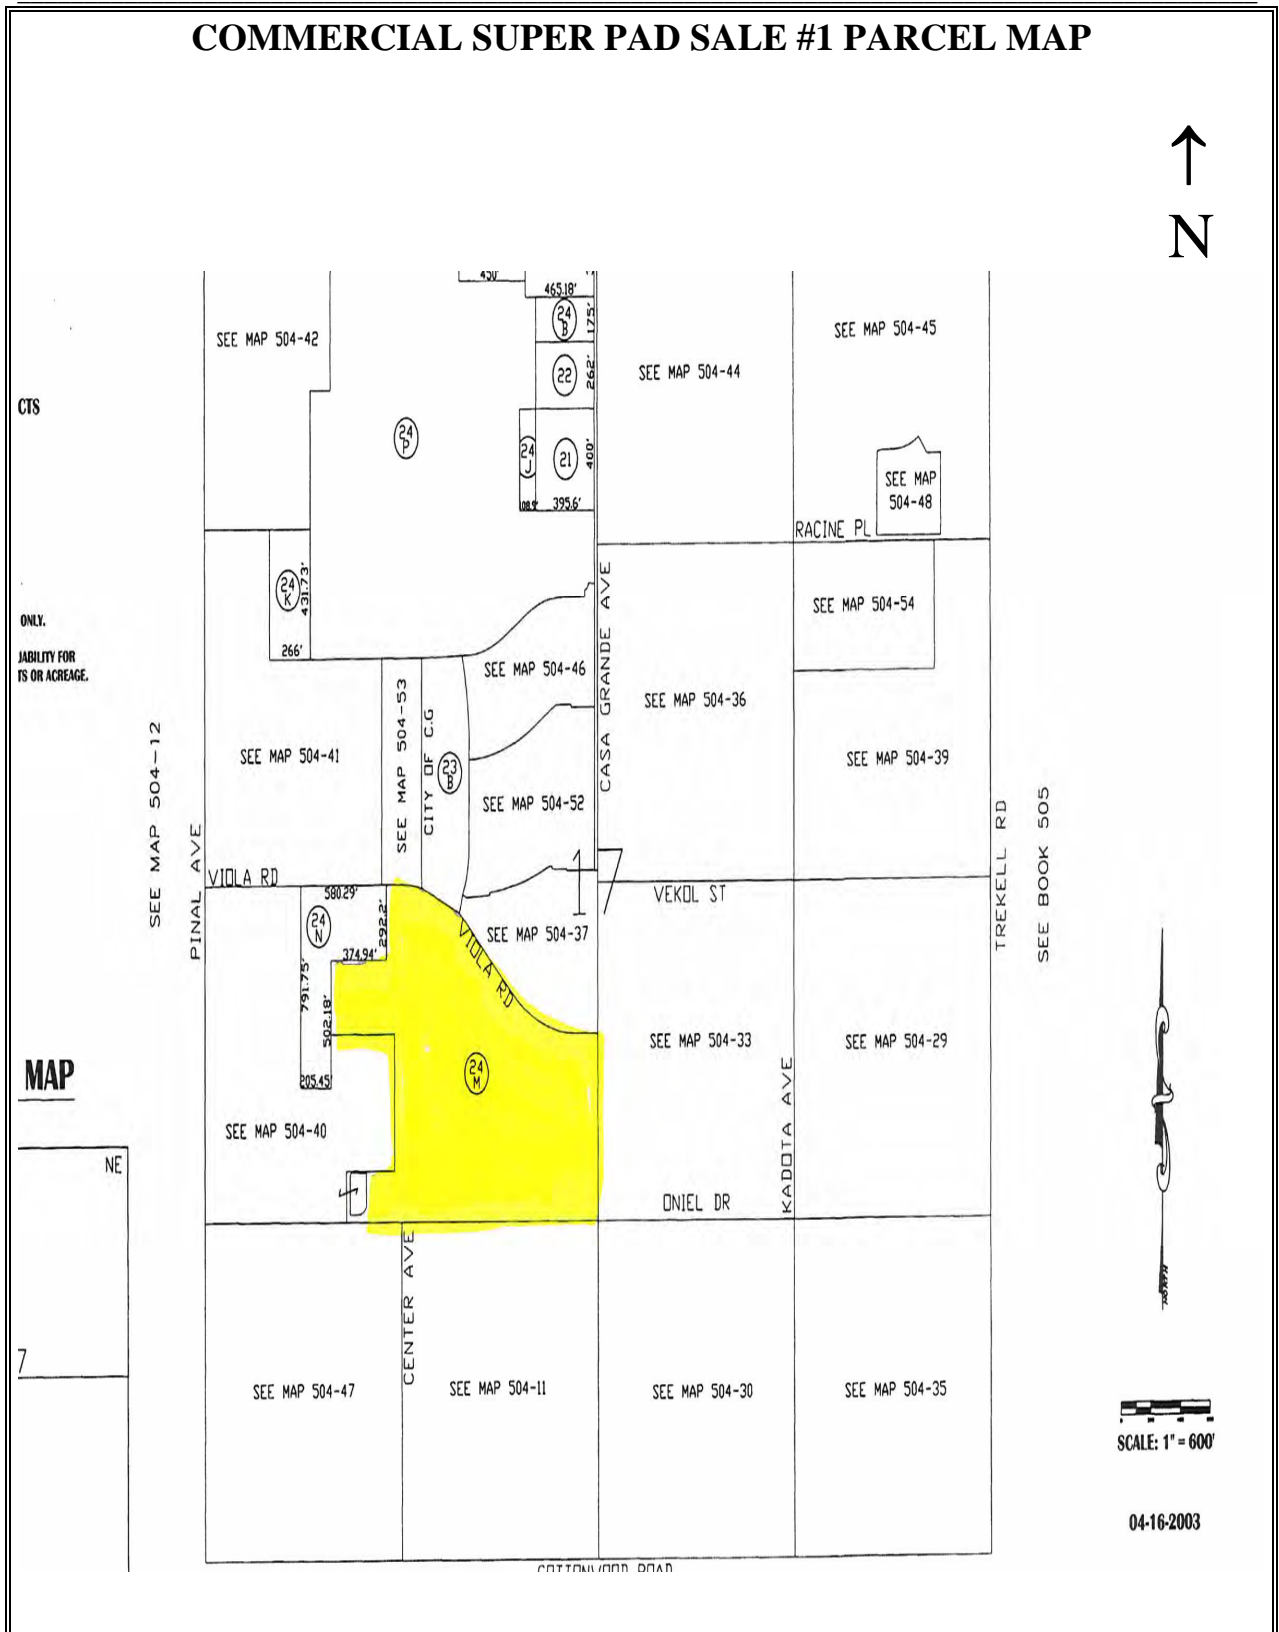 COMMERCIAL SUPER PAD SALE #1 PARCEL MAP
N
450'
465.18'
24
B
175'
SEE MAP 504-42
SEE MAP 504-45
22
262'
SEE MAP 504-44
CTS
24
P
24
J
21
400'
395.6'
SEE MAP
504-48
RACINE PL
24
K
431.73'
266'
SEE MAP 504-54
ONLY.
JABILITY FOR
TS OR ACREAGE.
SEE MAP 504-46
CASA GRANDE AVE
SEE MAP 504-36
SEE MAP 504-53
CITY OF C.G
23
B
SEE MAP 504-41
SEE MAP 504-39
SEE MAP 504-12
SEE MAP 504-52
PINAL AVE
TREKELL RD
SEE BOOK 505
VIOLA RD
17
VEKOL ST
580.29'
292.2'
24
N
374.94'
SEE MAP 504-37
VIOLA RD
791.75'
502.18'
SEE MAP 504-33
SEE MAP 504-29
MAP
24
M
205.45'
KADOTA AVE
SEE MAP 504-40
NE
ONIEL DR
CENTER AVE
7
SEE MAP 504-47
SEE MAP 504-11
SEE MAP 504-30
SEE MAP 504-35
SCALE: 1" = 600'
04-16-2003
COTTONWOOD ROAD